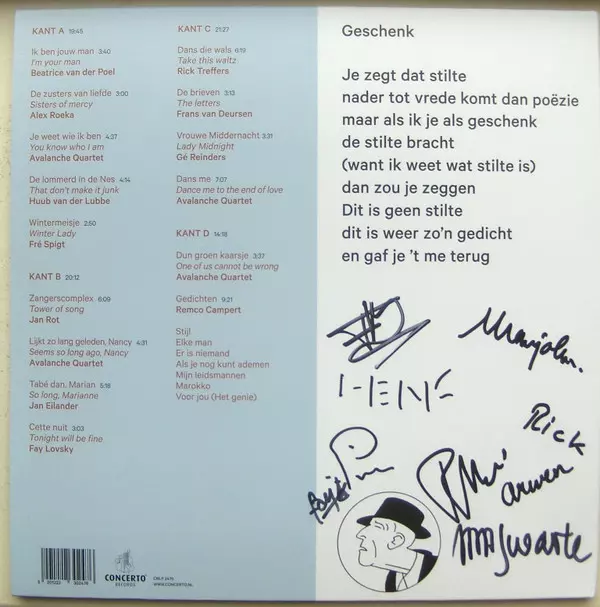 KANT A 19:45
Ik ben jouw man 3:40
I'm your man
Beatrice van der Poel
De zusters van liefde 3:00
Sisters of mercy
Alex Roeka
Je weet wie ik ben 4:37
You know who I am
Avalanche Quartet
De lommerd in de Nes 4:14
That don't make it junk
Huub van der Lubbe
Wintermeisje 2:50
Winter Lady
Fré Spigt
KANT B 20:12
Zangerscomplex 6:09
Tower of song
Jan Rot
Lijkt zo lang geleden, Nancy 4:31
Seems so long ago, Nancy
Avalanche Quartet
Tabé dan, Marian 5:18
So long, Marianne
Jan Eilander
Cette nuit 3:03
Tonight will be fine
Fay Lovsky
KANT C 21:27
Dans die wals 6:19
Take this waltz
Rick Treffers
De brieven 3:13
The letters
Frans van Deursen
Vrouwe Middernacht 3:31
Lady Midnight
Gé Reinders
Dans me 7:07
Dance me to the end of love
Avalanche Quartet
KANT D 14:18
Dun groen kaarsje 3:37
One of us cannot be wrong
Avalanche Quartet
Gedichten 9:21
Remco Campert
Stijl
Elke man
Er is niemand
Als je nog kunt ademen
Mijn leidsmannen
Marokko
Voor jou (Het genie)
CONCERTO
RECORDS
WWW.CONCERTO.NL
Geschenk
Je zegt dat stilte
nader tot vrede komt dan poëzie
maar als ik je als geschenk
de stilte bracht
(want ik weet wat stilte is)
dan zou je zeggen
Dit is geen stilte
dit is weer zo'n gedicht
en gaf je 't me terug
Marjolin.
HENK
Rick
arwen
Swarte